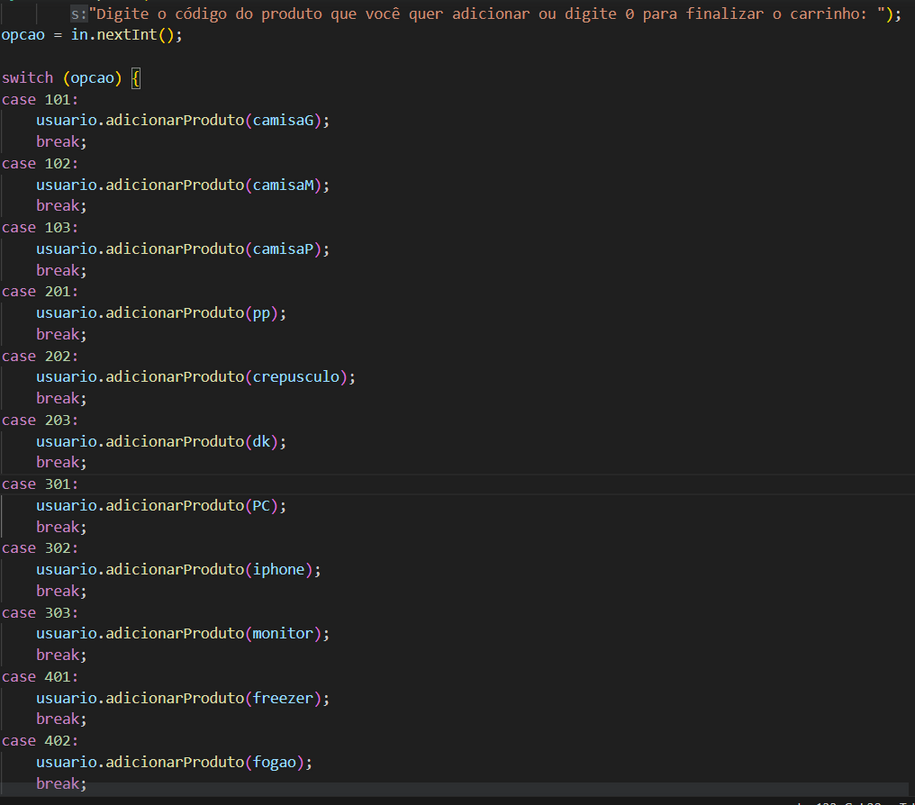 s:"Digite o código do produto que você quer adicionar ou digite 0 para finalizar o carrinho: ");
opcao = in.nextInt();
switch (opcao) {
case 101:
usuario.adicionarProduto(camisaG);
break;
case 102:
usuario.adicionarProduto(camisaM);
break;
case 103:
usuario.adicionarProduto(camisaP);
break;
case 201:
usuario.adicionarProduto(pp);
break;
case 202:
usuario.adicionarProduto(crepusculo);
break;
case 203:
usuario.adicionarProduto(dk);
break;
case 301:
usuario.adicionarProduto(PC);
break;
case 302:
usuario.adicionarProduto(iphone);
break;
case 303:
usuario.adicionarProduto(monitor);
break;
case 401:
usuario.adicionarProduto(freezer);
break;
case 402:
usuario.adicionarProduto(fogao);
break;